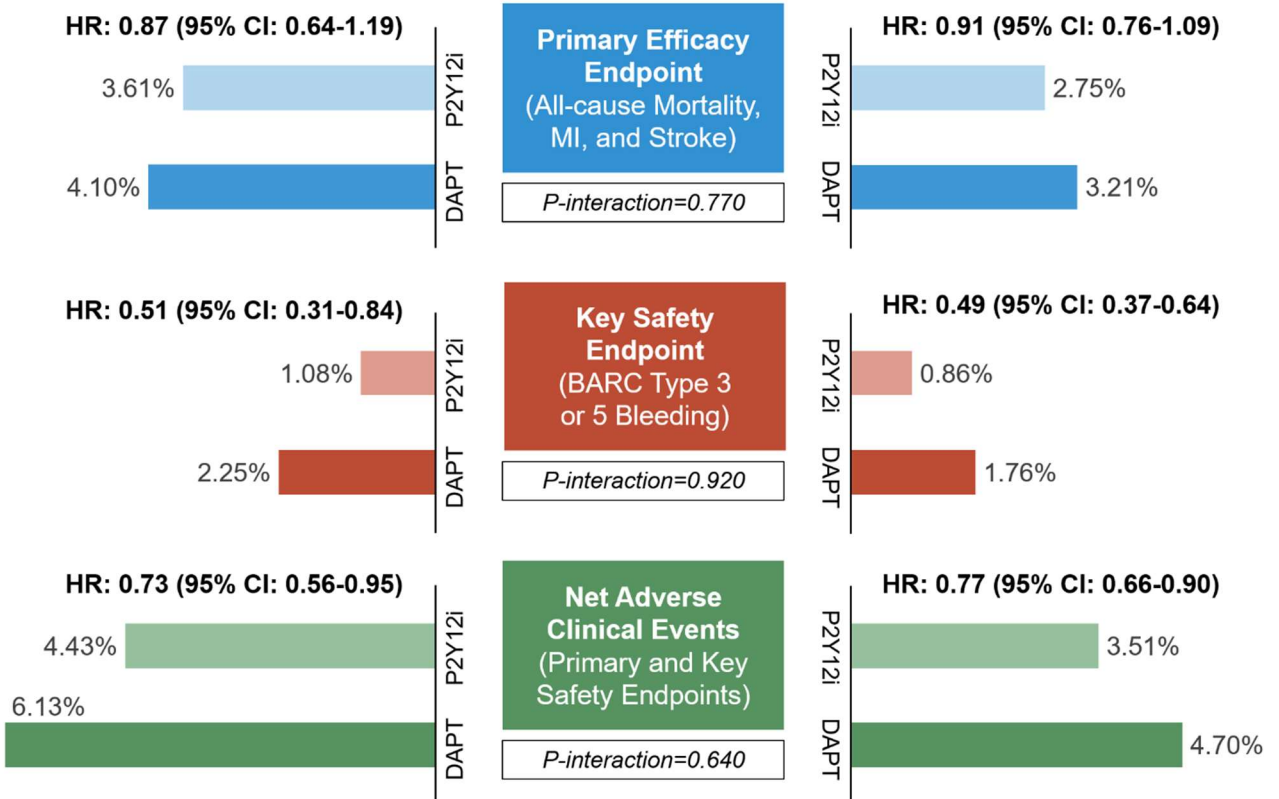 HR: 0.87 (95% CI: 0.64-1.19)
3.61%
P2Y12i
4.10%
DAPT
Primary Efficacy
Endpoint
(All-cause Mortality,
MI, and Stroke)
P-interaction=0.770
HR: 0.91 (95% CI: 0.76-1.09)
P2Y12i
2.75%
DAPT
3.21%
HR: 0.51 (95% CI: 0.31-0.84)
1.08%
P2Y12i
2.25%
DAPT
Key Safety
Endpoint
(BARC Type 3
or 5 Bleeding)
P-interaction=0.920
HR: 0.49 (95% CI: 0.37-0.64)
P2Y12i
0.86%
DAPT
1.76%
HR: 0.73 (95% CI: 0.56-0.95)
4.43%
P2Y12i
6.13%
DAPT
Net Adverse
Clinical Events
(Primary and Key
Safety Endpoints)
P-interaction=0.640
HR: 0.77 (95% CI: 0.66-0.90)
P2Y12i
3.51%
DAPT
4.70%